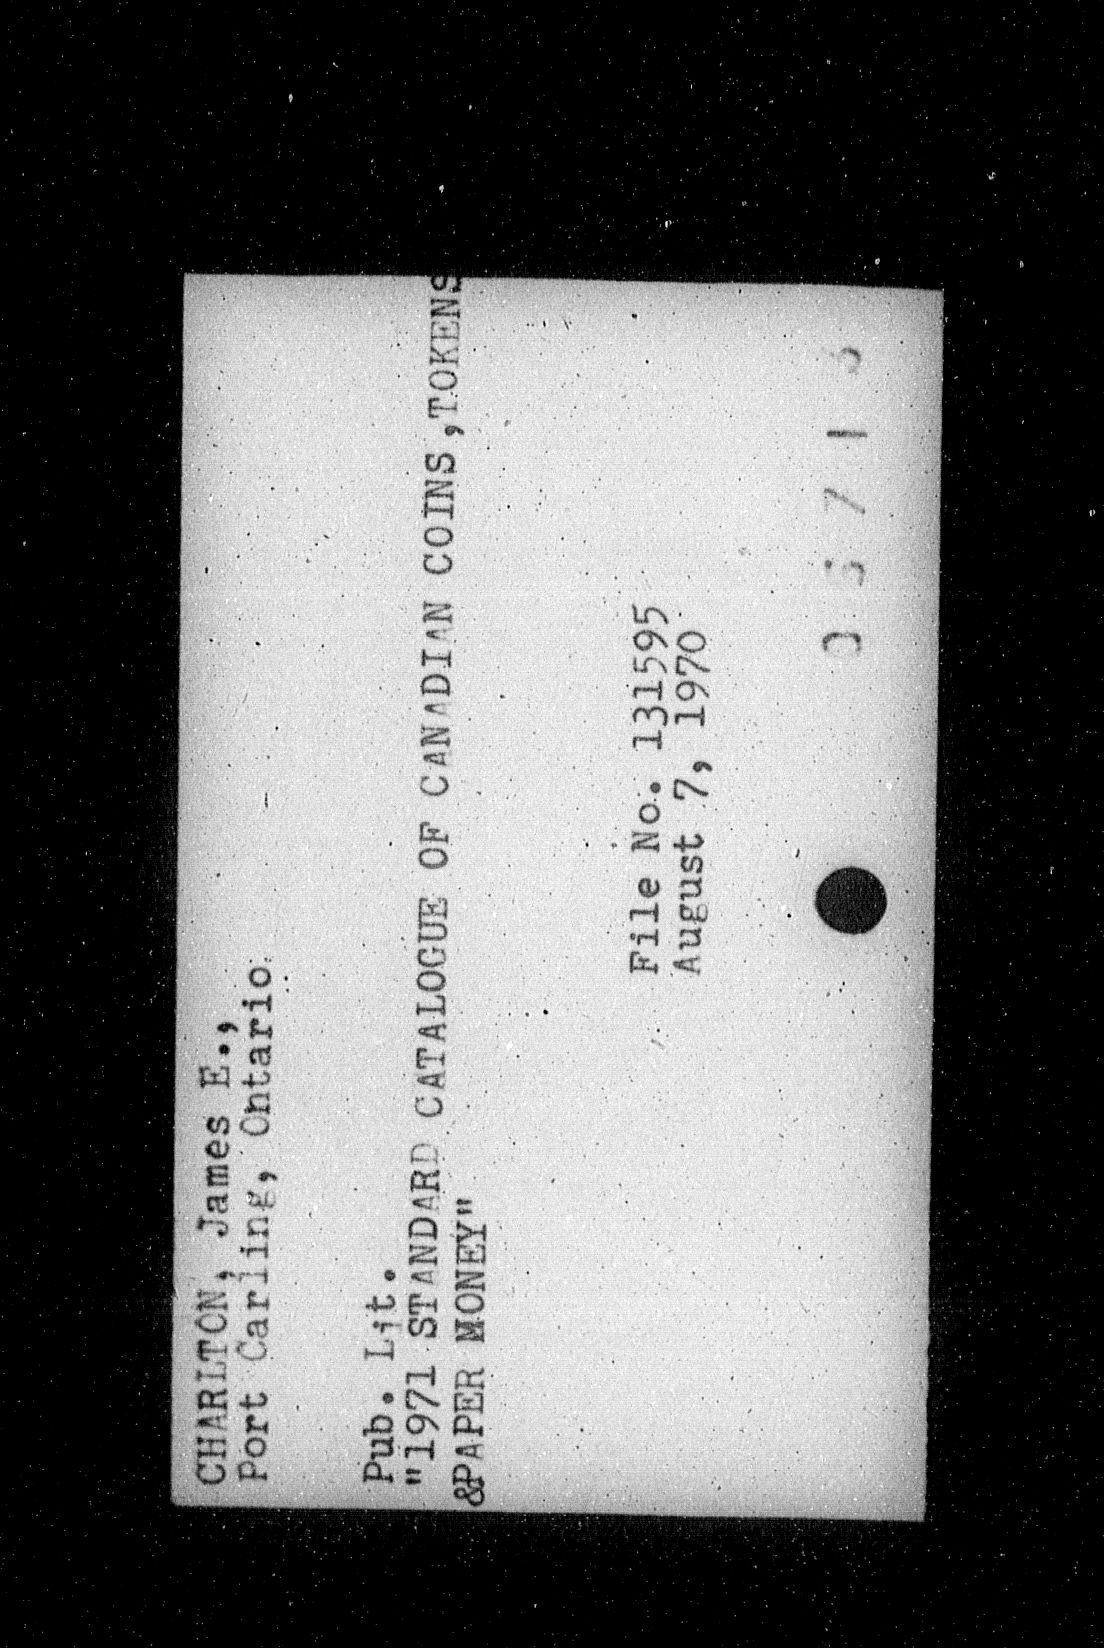 CHARLTON, James E.,
Port Carling, Ontario.
Pub. Lit.
"1971 STANDARD CATALOGUE OF CANADIAN COINS,TOKENS
&PAPER MONEY"
File No. 131595
August 7, 1970